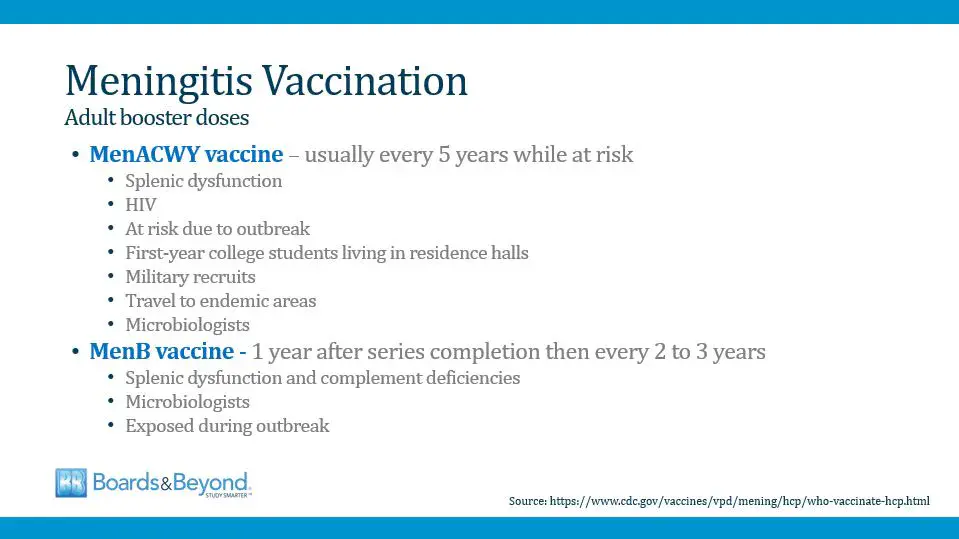 Meningitis Vaccination
Adult booster doses
• MenACWY vaccine – usually every 5 years while at risk
• Splenic dysfunction
• HIV
• At risk due to outbreak
• First-year college students living in residence halls
• Military recruits
• Travel to endemic areas
• Microbiologists
• MenB vaccine - 1 year after series completion then every 2 to 3 years
• Splenic dysfunction and complement deficiencies
• Microbiologists
• Exposed during outbreak
BB Boards&Beyond
STUDY SMARTER
Source: https://www.cdc.gov/vaccines/vpd/mening/hcp/who-vaccinate-hcp.html